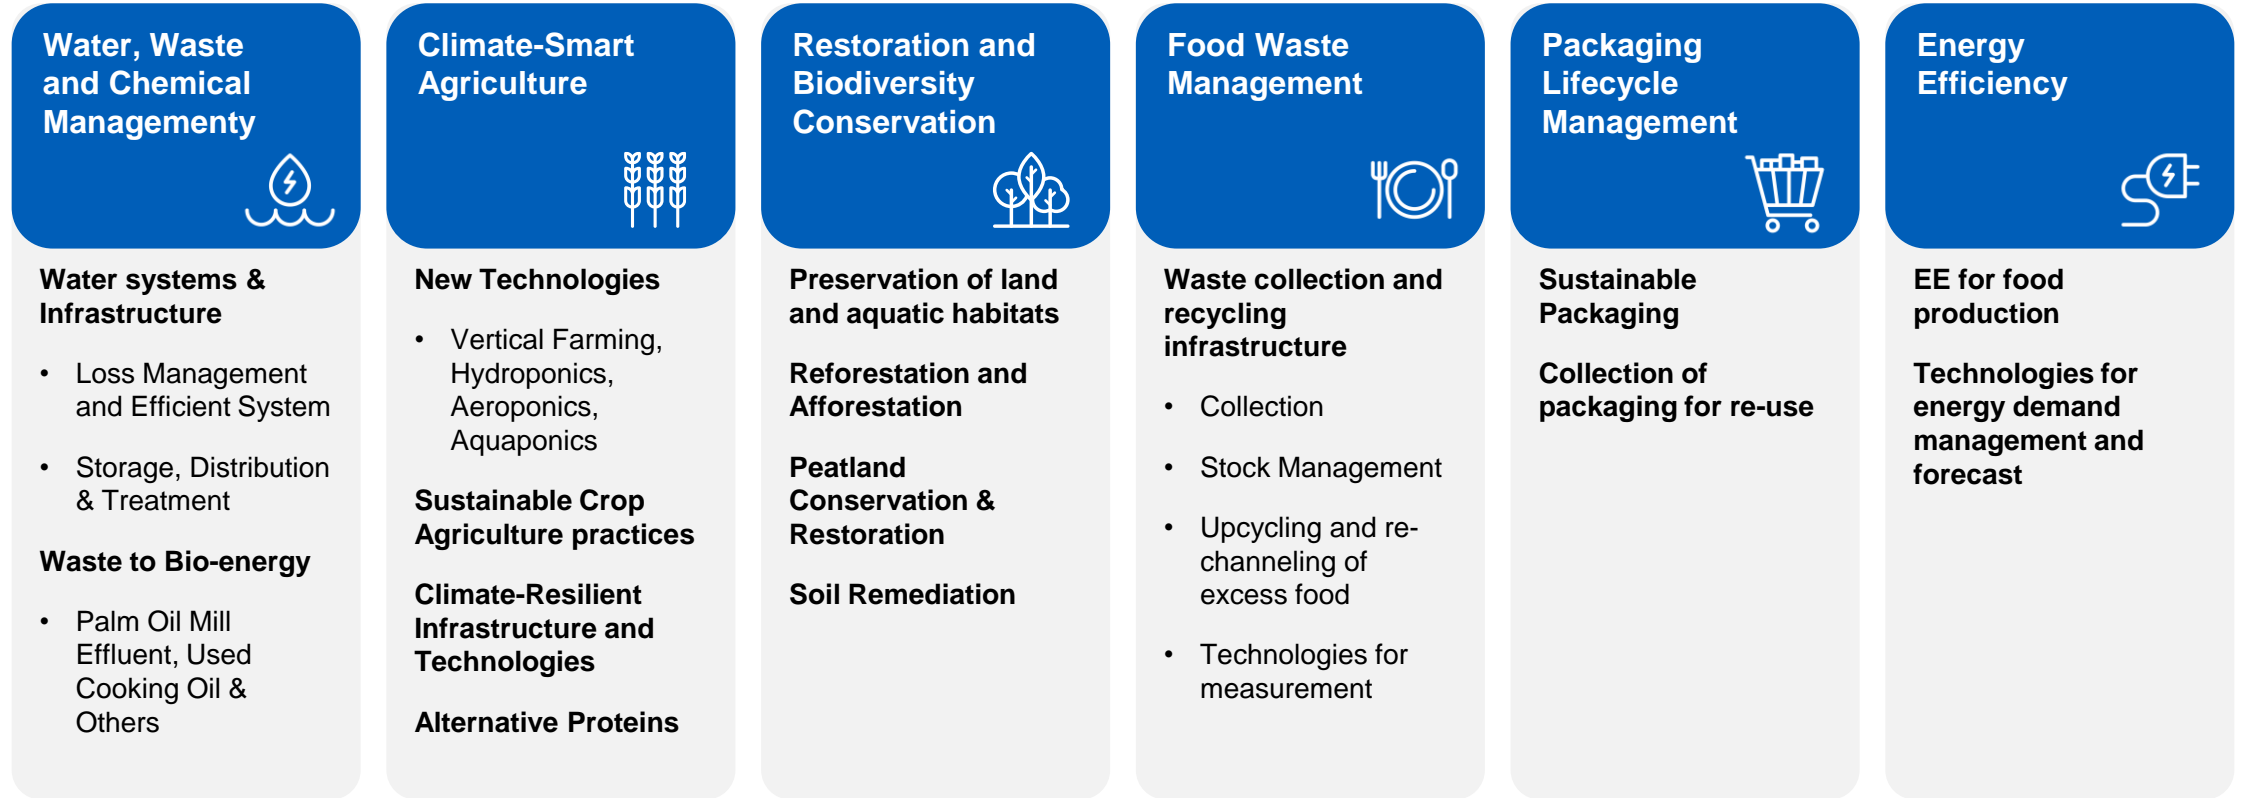 Water, Waste
and Chemical
Managementy
Water systems &
Infrastructure
• Loss Management
and Efficient System
• Storage, Distribution
& Treatment
Waste to Bio-energy
• Palm Oil Mill
Effluent, Used
Cooking Oil &
Others
Climate-Smart
Agriculture
New Technologies
• Vertical Farming,
Hydroponics,
Aeroponics,
Aquaponics
Sustainable Crop
Agriculture practices
Climate-Resilient
Infrastructure and
Technologies
Alternative Proteins
Restoration and
Biodiversity
Conservation
Preservation of land
and aquatic habitats
Reforestation and
Afforestation
Peatland
Conservation &
Restoration
Soil Remediation
Food Waste
Management
Waste collection and
recycling
infrastructure
• Collection
• Stock Management
• Upcycling and re-
channeling of
excess food
• Technologies for
measurement
Packaging
Lifecycle
Management
Sustainable
Packaging
Collection of
packaging for re-use
Energy
Efficiency
EE for food
production
Technologies for
energy demand
management and
forecast